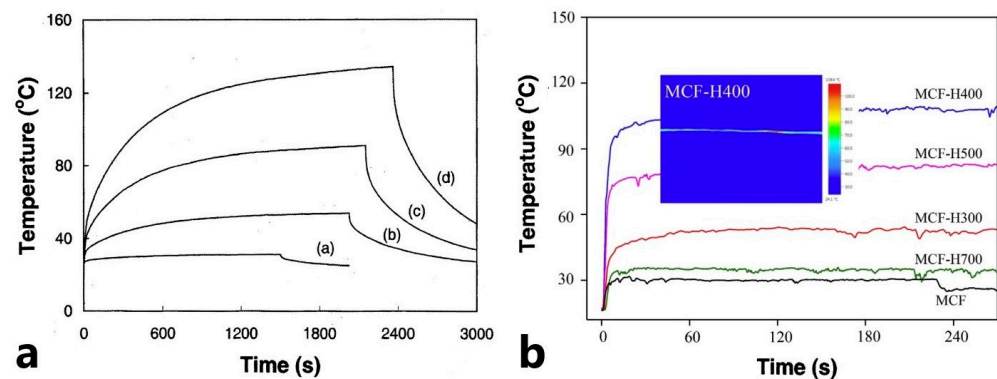 160
120
80
40
0
Temperature (°C)
(d)
(c)
(b)
(a)
0 600 1200 1800 2400 3000
Time (s)
a
150
120
90
60
30
Temperature (°C)
MCF-H400
MCF-H400
MCF-H500
MCF-H300
MCF-H700
MCF
0 60 120 180 240
Time (s)
b